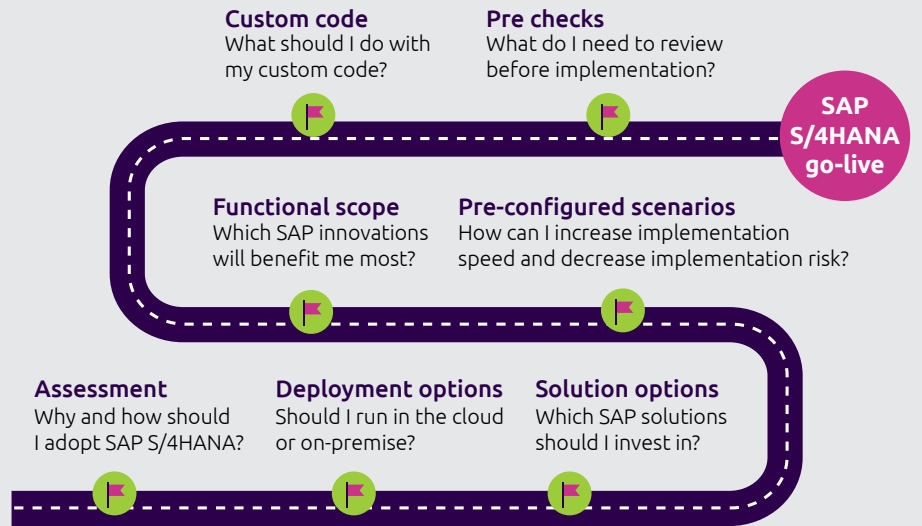 Custom code
What should I do with
my custom code?
Pre checks
What do I need to review
before implementation?
SAP
S/4HANA
go-live
Functional scope
Which SAP innovations
will benefit me most?
Pre-configured scenarios
How can I increase implementation
speed and decrease implementation risk?
Assessment
Why and how should
I adopt SAP S/4HANA?
Deployment options
Should I run in the cloud
or on-premise?
Solution options
Which SAP solutions
should I invest in?